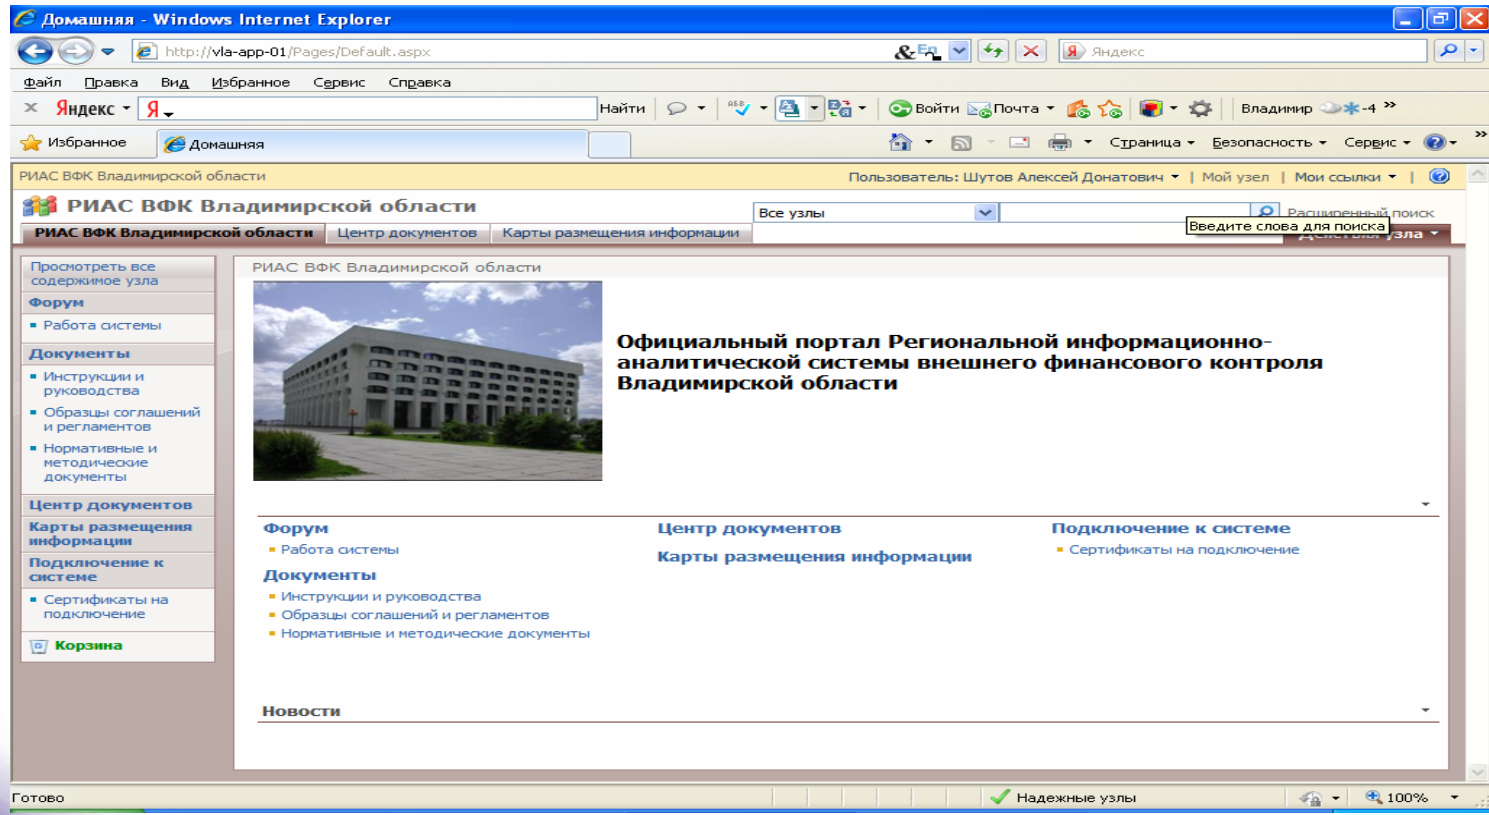 Домашняя - Windows Internet Explorer
http://vla-app-01/Pages/Default.aspx
Яндекс
Файл Правка Вид Избранное Сервис Справка
Яндекс Я Найти Войти Почта Владимир -4 »
Избранное Домашняя Страница Безопасность Сервис »
РИАС ВФК Владимирской области Пользователь: Шутов Алексей Донатович | Мой узел | Мои ссылки |
РИАС ВФК Владимирской области
Все узлы Расширенный поиск
Введите слова для поиска
РИАС ВФК Владимирской области Центр документов Карты размещения информации
Просмотреть все
содержимое узла
Форум
Работа системы
Документы
Инструкции и
руководства
Образцы соглашений
и регламентов
Нормативные и
методические
документы
Центр документов
Карты размещения
информации
Подключение к
системе
Сертификаты на
подключение
Корзина
РИАС ВФК Владимирской области
Официальный портал Региональной информационно-
аналитической системы внешнего финансового контроля
Владимирской области
Форум
Работа системы
Документы
Инструкции и руководства
Образцы соглашений и регламентов
Нормативные и методические документы
Центр документов
Карты размещения информации
Подключение к системе
Сертификаты на подключение
Новости
Готово Надежные узлы 100%